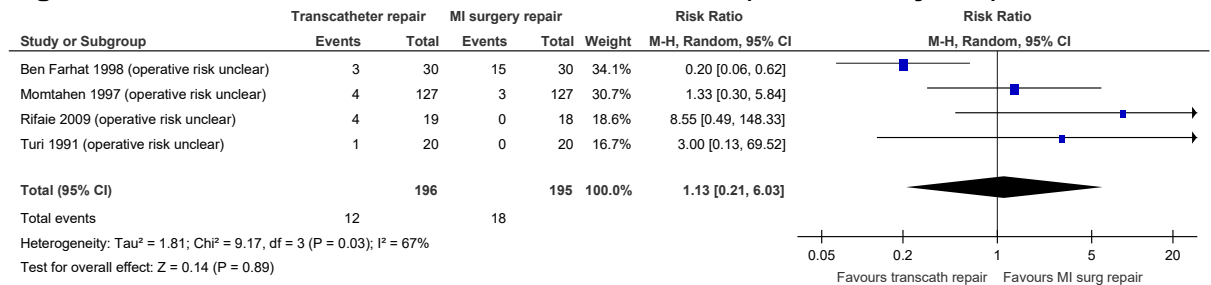 Transcatheter repair MI surgery repair Risk Ratio Risk Ratio
Study or Subgroup Events Total Events Total Weight M-H, Random, 95% CI M-H, Random, 95% CI
Ben Farhat 1998 (operative risk unclear) 3 30 15 30 34.1% 0.20 [0.06, 0.62]
Momtahen 1997 (operative risk unclear) 4 127 3 127 30.7% 1.33 [0.30, 5.84]
Rifaie 2009 (operative risk unclear) 4 19 0 18 18.6% 8.55 [0.49, 148.33]
Turi 1991 (operative risk unclear) 1 20 0 20 16.7% 3.00 [0.13, 69.52]
Total (95% CI) 196 195 100.0% 1.13 [0.21, 6.03]
Total events 12 18
Heterogeneity: Tau² = 1.81; Chi² = 9.17, df = 3 (P = 0.03); I² = 67%
Test for overall effect: Z = 0.14 (P = 0.89)
0.05 0.2 1 5 20
Favours transcath repair Favours MI surg repair